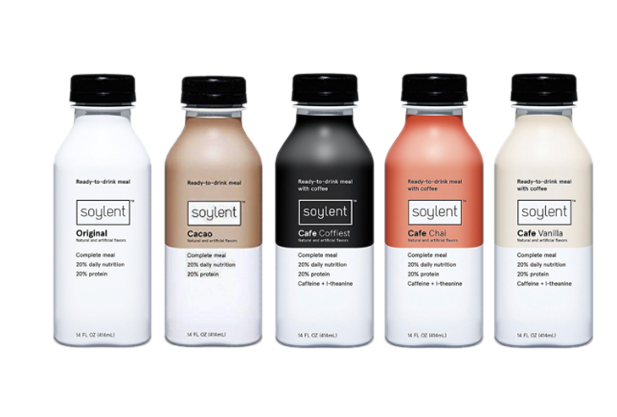 Ready-to-drink meal
soylent™
Original
Natural and artificial flavors
Complete meal
20% daily nutrition
20% protein
14 FL OZ (414mL)
Ready-to-drink meal
soylent™
Cacao
Natural and artificial flavors
Complete meal
20% daily nutrition
20% protein
14 FL OZ (414mL)
Ready-to-drink meal
with coffee
soylent™
Cafe Coffiest
Natural and artificial flavors
Complete meal
20% daily nutrition
20% protein
Caffeine + l-theanine
14 FL OZ (414mL)
Ready-to-drink meal
with coffee
soylent™
Cafe Chai
Natural and artificial flavors
Complete meal
20% daily nutrition
20% protein
Caffeine + l-theanine
14 FL OZ (414mL)
Ready-to-drink meal
with coffee
soylent™
Cafe Vanilla
Natural and artificial flavors
Complete meal
20% daily nutrition
20% protein
Caffeine + l-theanine
14 FL OZ (414mL)